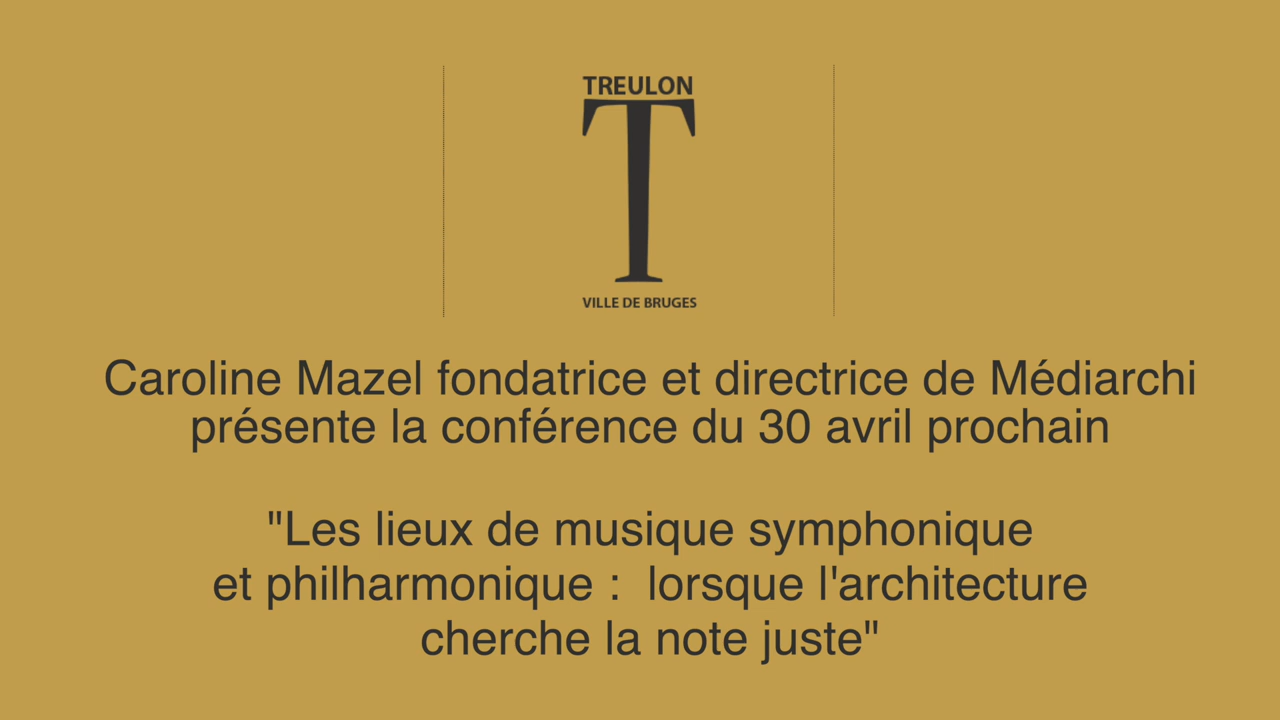 TREULON
T
VILLE DE BRUGES
Caroline Mazel fondatrice et directrice de Médiarchi
présente la conférence du 30 avril prochain
"Les lieux de musique symphonique
et philharmonique :  lorsque l'architecture
cherche la note juste"